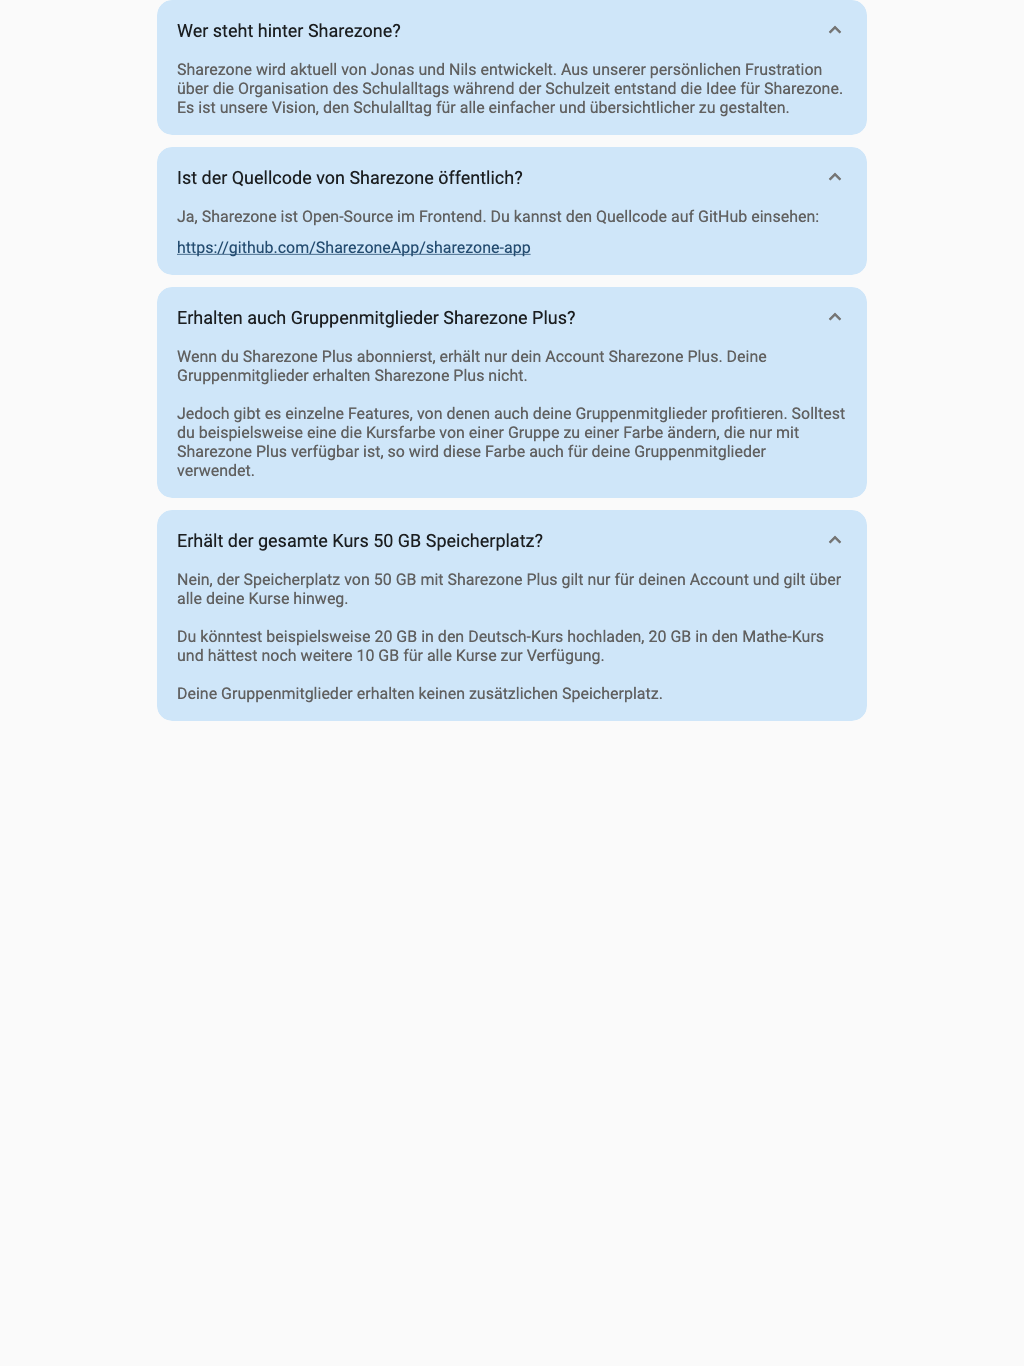 Wer steht hinter Sharezone?
Sharezone wird aktuell von Jonas und Nils entwickelt. Aus unserer persönlichen Frustration
über die Organisation des Schulalltags während der Schulzeit entstand die Idee für Sharezone.
Es ist unsere Vision, den Schulalltag für alle einfacher und übersichtlicher zu gestalten.
Ist der Quellcode von Sharezone öffentlich?
Ja, Sharezone ist Open-Source im Frontend. Du kannst den Quellcode auf GitHub einsehen:
https://github.com/SharezoneApp/sharezone-app
Erhalten auch Gruppenmitglieder Sharezone Plus?
Wenn du Sharezone Plus abonnierst, erhält nur dein Account Sharezone Plus. Deine
Gruppenmitglieder erhalten Sharezone Plus nicht.
Jedoch gibt es einzelne Features, von denen auch deine Gruppenmitglieder profitieren. Solltest
du beispielsweise eine die Kursfarbe von einer Gruppe zu einer Farbe ändern, die nur mit
Sharezone Plus verfügbar ist, so wird diese Farbe auch für deine Gruppenmitglieder
verwendet.
Erhält der gesamte Kurs 50 GB Speicherplatz?
Nein, der Speicherplatz von 50 GB mit Sharezone Plus gilt nur für deinen Account und gilt über
alle deine Kurse hinweg.
Du könntest beispielsweise 20 GB in den Deutsch-Kurs hochladen, 20 GB in den Mathe-Kurs
und hättest noch weitere 10 GB für alle Kurse zur Verfügung.
Deine Gruppenmitglieder erhalten keinen zusätzlichen Speicherplatz.